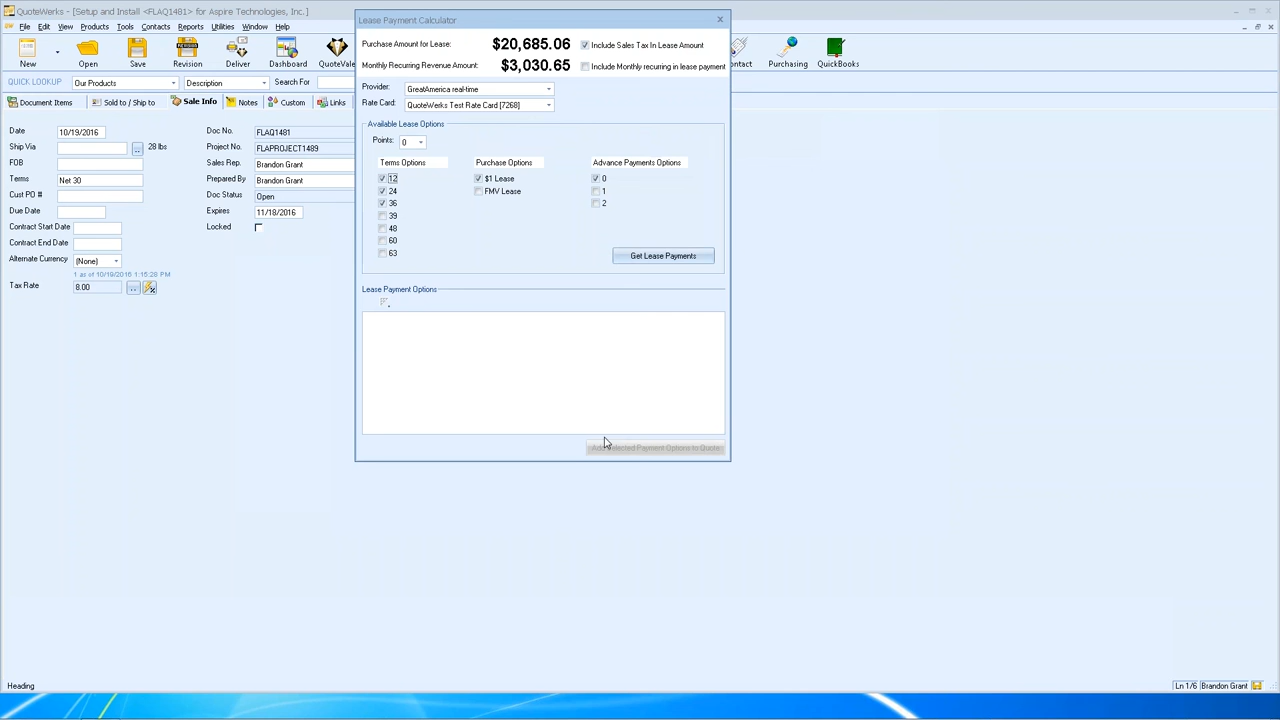 QuoteWerks - [Setup and Install <FLAQ1481> for Aspire Technologies, Inc. ]
File Edit View Products Tools Contacts Reports Utilities Window Help
New Open Save Revision Deliver Dashboard Purchasing QuickBooks
QUICK LOOKUP Our Products Description Search For
Document Items Sold to / Ship to Sale Info Notes Custom Links
Date 10/19/2016 Doc No. FLAQ1481
Ship Via .. 28 lbs Project No. FLAPROJECT1489
FOB Sales Rep. Brandon Grant
Terms Net 30 Prepared By Brandon Grant
Cust PO # Doc Status Open
Due Date Expires 11/18/2016
Contract Start Date Locked
Contract End Date
Alternate Currency (None)
1 as of 10/19/2016 1:15:28 PM
Tax Rate 8.00 ..
Lease Payment Calculator
Purchase Amount for Lease: $20,685.06 Include Sales Tax In Lease Amount
Monthly Recurring Revenue Amount: $3,030.65 Include Monthly recurring in lease payment
Provider: GreatAmerica real-time
Rate Card: QuoteWerks Test Rate Card [7268]
Available Lease Options
Points: 0
Terms Options Purchase Options Advance Payments Options
12 $1 Lease 0
24 FMV Lease 1
36 2
39
48
60
63
Get Lease Payments
Lease Payment Options
Add Selected Payment Options to Quote
Heading Ln 1/6 Brandon Grant